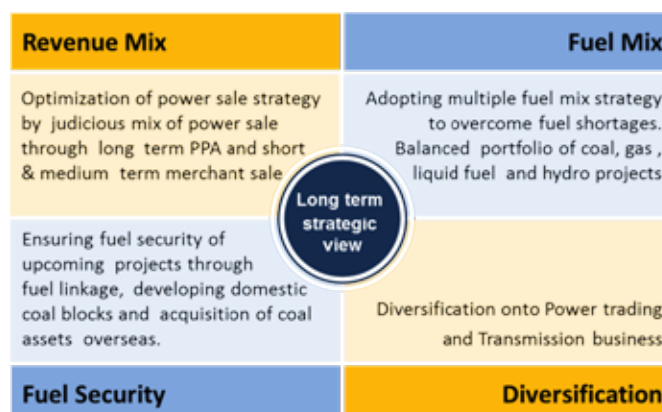 Revenue Mix
Fuel Mix
Optimization of power sale strategy
by judicious mix of power sale
through long term PPA and short
& medium term merchant sale
Adopting multiple fuel mix strategy
to overcome fuel shortages.
Balanced portfolio of coal, gas ,
liquid fuel and hydro projects
Long term
strategic
view
Ensuring fuel security of
upcoming projects through
fuel linkage, developing domestic
coal blocks and acquisition of coal
assets overseas.
Diversification onto Power trading
and Transmission business
Fuel Security
Diversification